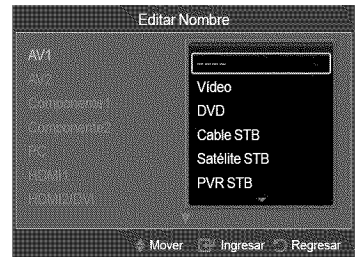 Editar Nombre
AV1
-----
AV2
Vídeo
Componente1
DVD
Componente2
Cable STB
PC
Satélite STB
HDMI1
PVR STB
HDMI2/DVI
Mover
Ingresar
Regresar